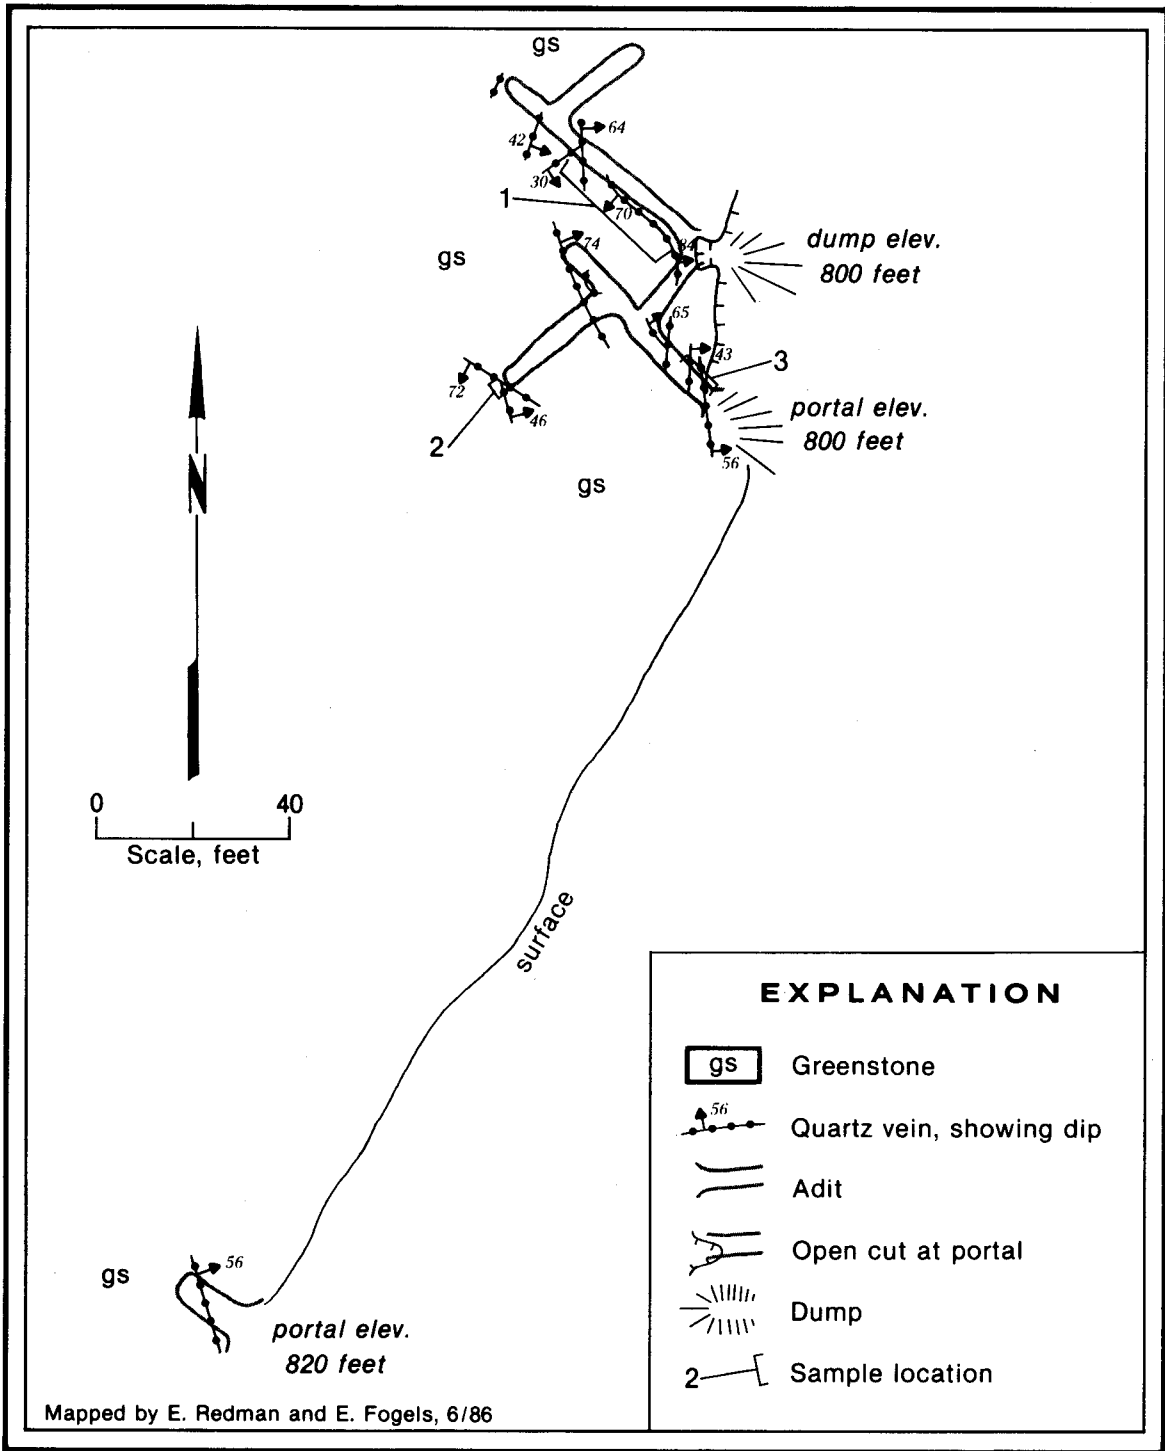 gs
64
42
30
1
70
84
dump elev.
800 feet
gs
74
65
43
3
72
46
2
portal elev.
800 feet
56
gs
N
0 40
Scale, feet
surface
EXPLANATION
gs Greenstone
56
Quartz vein, showing dip
Adit
Open cut at portal
Dump
2 Sample location
gs
56
portal elev.
820 feet
Mapped by E. Redman and E. Fogels, 6/86